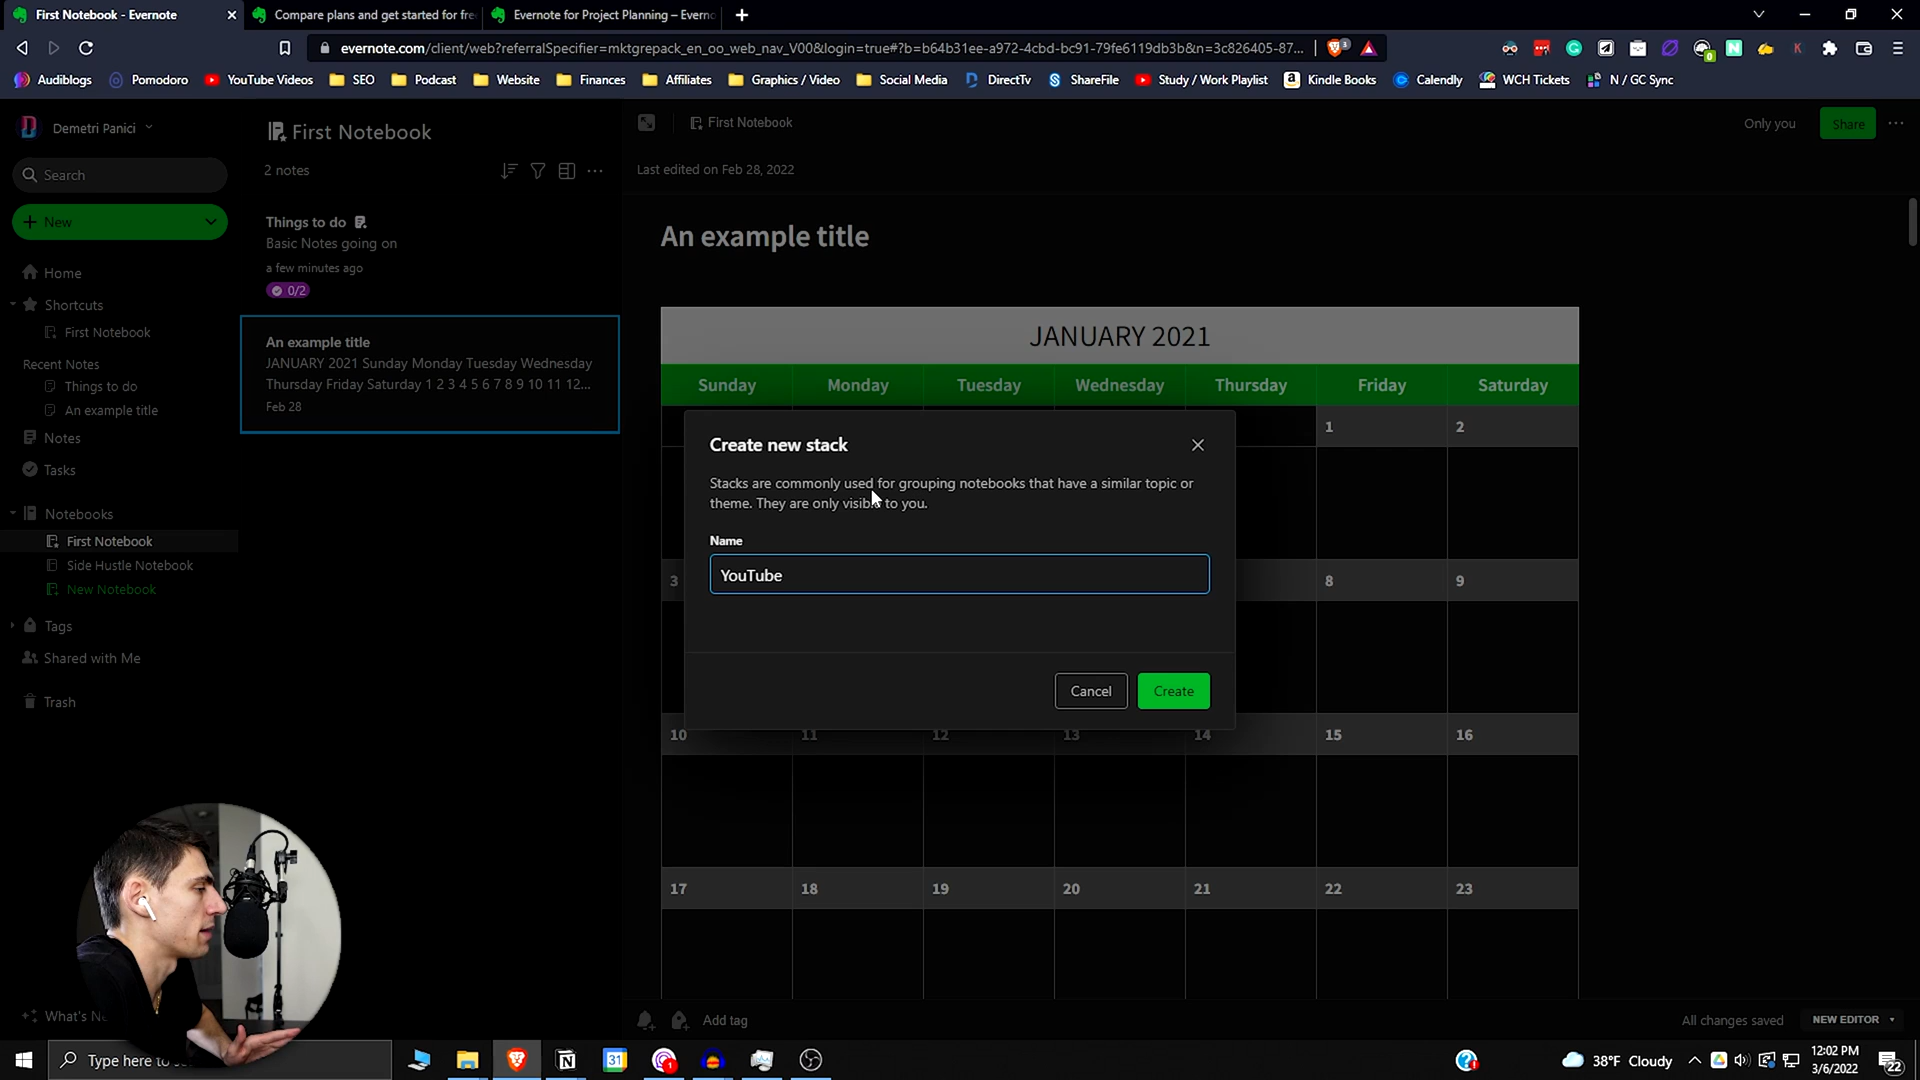 First Notebook - Evernote
Compare plans and get started for fre
Evernote for Project Planning – Everno
evernote.com/client/web?referralSpecifier=mktgrepack_en_oo_web_nav_V00&login=true#?b=b64b31ee-a972-4cbd-bc91-79fe6119db3b&n=3c826405-87...
Audiblogs
Pomodoro
YouTube Videos
SEO
Podcast
Website
Finances
Affiliates
Graphics / Video
Social Media
DirectTv
ShareFile
Study / Work Playlist
Kindle Books
Calendly
WCH Tickets
N / GC Sync
Demetri Panici
Search
New
Home
Shortcuts
First Notebook
Recent Notes
Things to do
An example title
Notes
Tasks
Notebooks
First Notebook
Side Hustle Notebook
New Notebook
Tags
Shared with Me
Trash
What's Ne
First Notebook
2 notes
Things to do
Basic Notes going on
a few minutes ago
0/2
An example title
JANUARY 2021 Sunday Monday Tuesday Wednesday
Thursday Friday Saturday 1 2 3 4 5 6 7 8 9 10 11 12...
Feb 28
First Notebook
Only you
Share
Last edited on Feb 28, 2022
An example title
JANUARY 2021
Sunday Monday Tuesday Wednesday Thursday Friday Saturday
1 2
Create new stack
Stacks are commonly used for grouping notebooks that have a similar topic or
theme. They are only visible to you.
Name
YouTube
Cancel
Create
3 8 9
10 11 12 13 14 15 16
17 18 19 20 21 22 23
Add tag
All changes saved
NEW EDITOR
Type here to s
31
1
38°F Cloudy
12:02 PM
3/6/2022
22